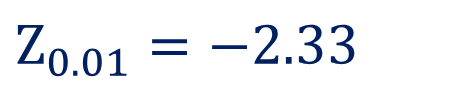 Z₀.₀₁ = −2.33